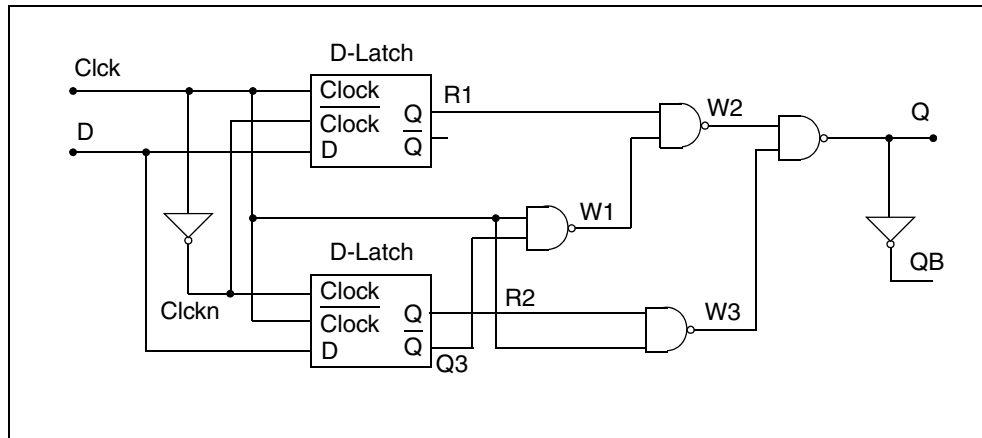 D-Latch
Clck
Clock
R1
Clock
Q
W2
Q
D
Q
D
W1
D-Latch
QB
Clckn
Clock
R2
Clock
Q
W3
D
Q
Q3